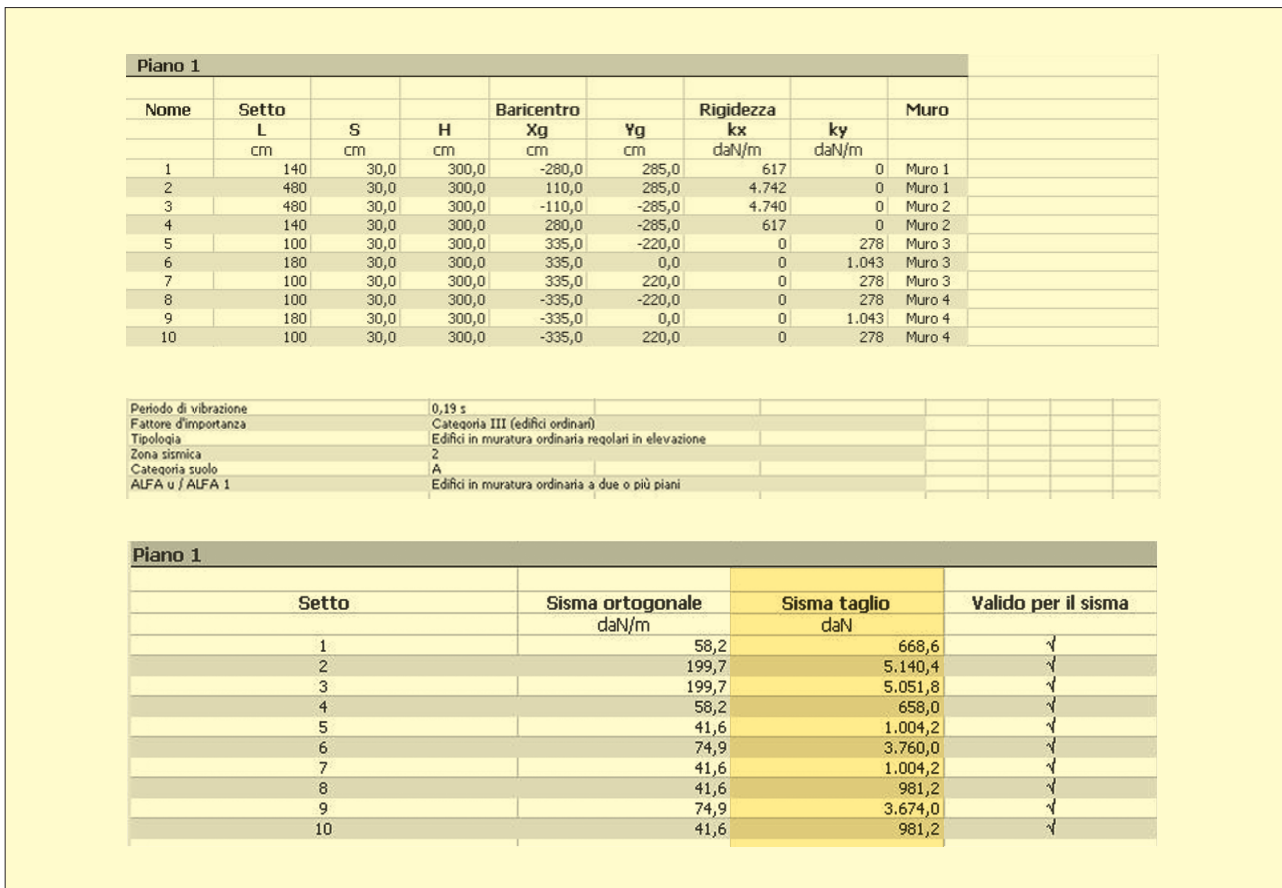 Piano 1
Nome Setto Baricentro Rigidezza Muro
L S H Xg Yg kx ky
cm cm cm cm cm daN/m daN/m
1 140 30,0 300,0 -280,0 285,0 617 0 Muro 1
2 480 30,0 300,0 110,0 285,0 4.742 0 Muro 1
3 480 30,0 300,0 -110,0 -285,0 4.740 0 Muro 2
4 140 30,0 300,0 280,0 -285,0 617 0 Muro 2
5 100 30,0 300,0 335,0 -220,0 0 278 Muro 3
6 180 30,0 300,0 335,0 0,0 0 1.043 Muro 3
7 100 30,0 300,0 335,0 220,0 0 278 Muro 3
8 100 30,0 300,0 -335,0 -220,0 0 278 Muro 4
9 180 30,0 300,0 -335,0 0,0 0 1.043 Muro 4
10 100 30,0 300,0 -335,0 220,0 0 278 Muro 4
Periodo di vibrazione 0,19 s
Fattore d'importanza Categoria III (edifici ordinari)
Tipologia Edifici in muratura ordinaria regolari in elevazione
Zona sismica 2
Categoria suolo A
ALFA u / ALFA 1 Edifici in muratura ordinaria a due o più piani
Piano 1
Setto Sisma ortogonale Sisma taglio Valido per il sisma
daN/m daN
1 58,2 668,6 √
2 199,7 5.140,4 √
3 199,7 5.051,8 √
4 58,2 658,0 √
5 41,6 1.004,2 √
6 74,9 3.760,0 √
7 41,6 1.004,2 √
8 41,6 981,2 √
9 74,9 3.674,0 √
10 41,6 981,2 √